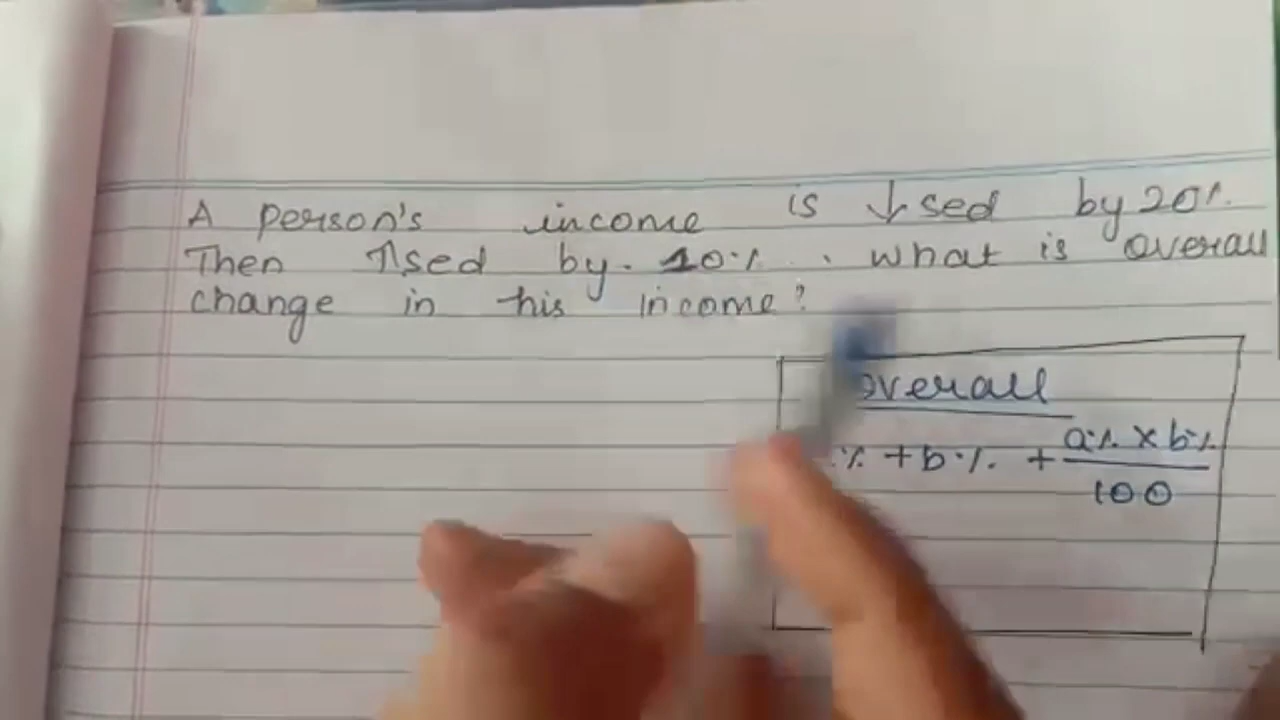 A person's income is ↓sed by 20%.
Then ↑sed by. 10% . what is overall
change in his income?
overall
% + b% + a% × b%
100